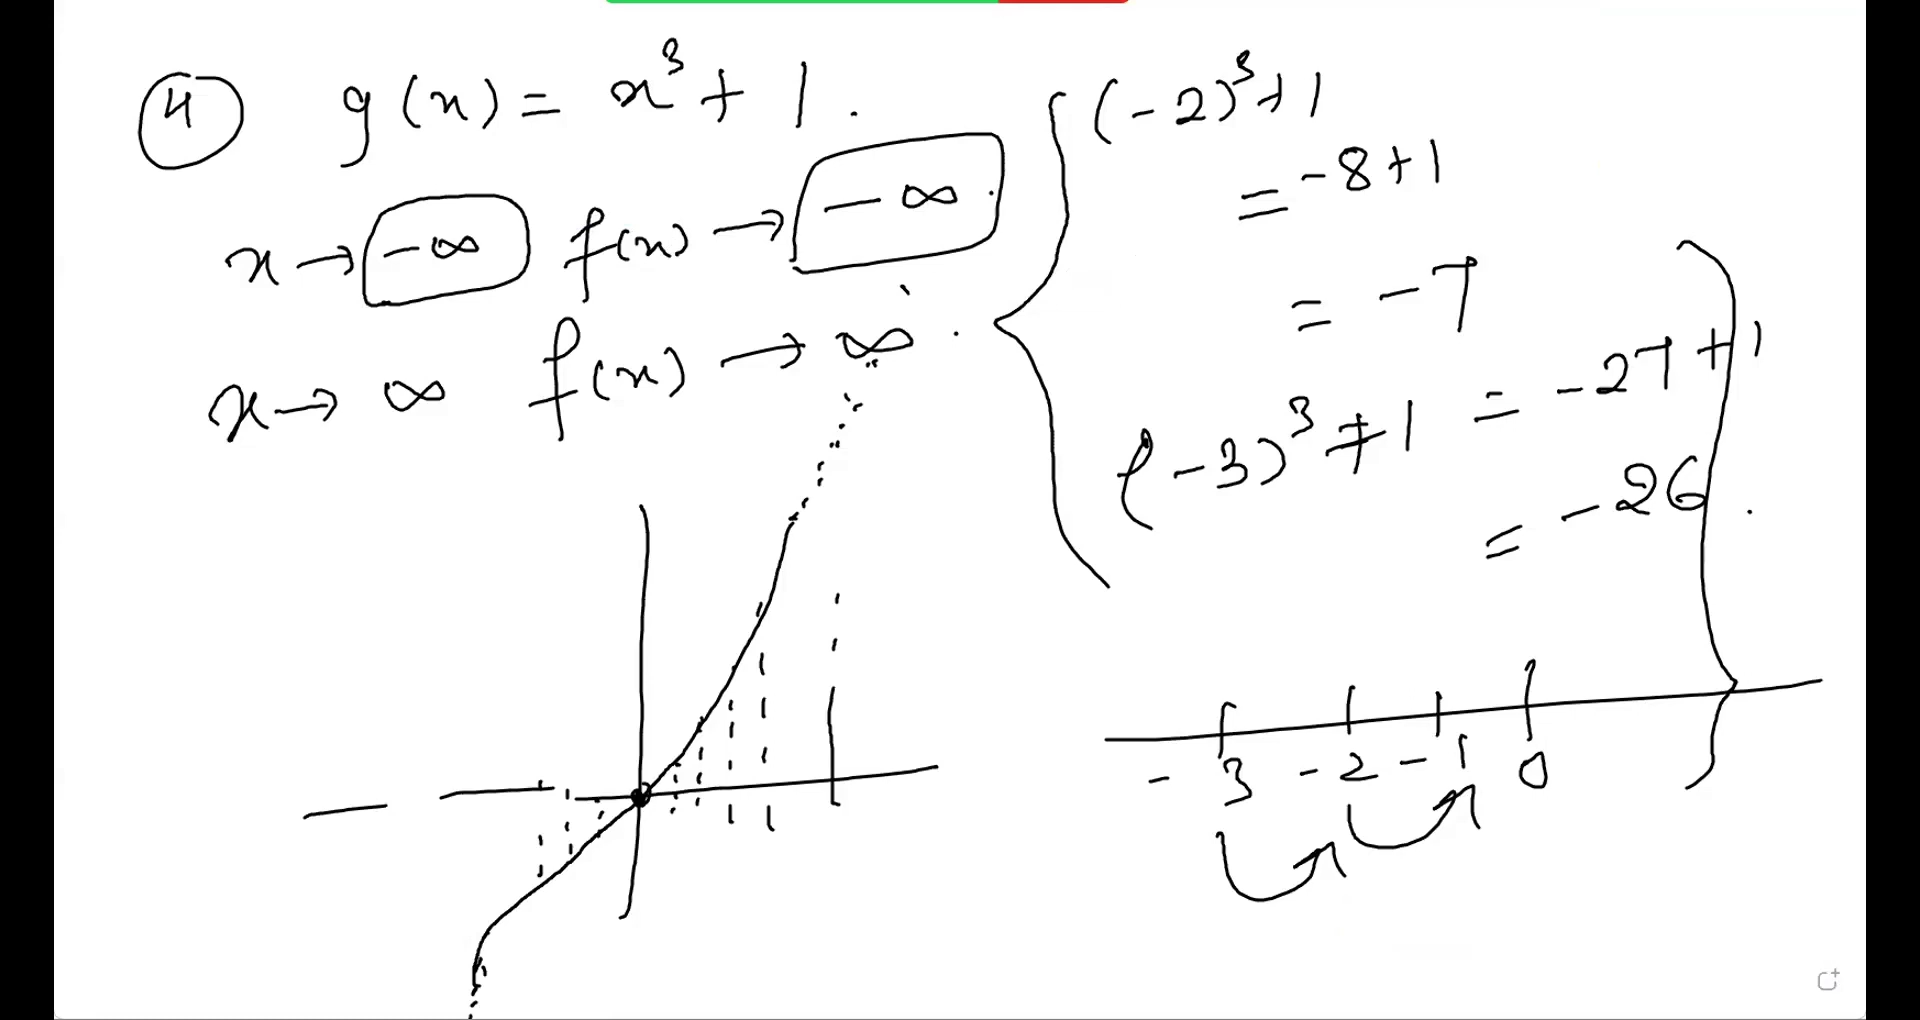 4 g(x) = x³ + 1 .
x → -∞ f(x) → -∞ .
x → ∞ f(x) → ∞ .
(-2)³+1
= -8+1
= -7
(-3)³+1 = -27+1
= -26 .
-3 -2 -1 0